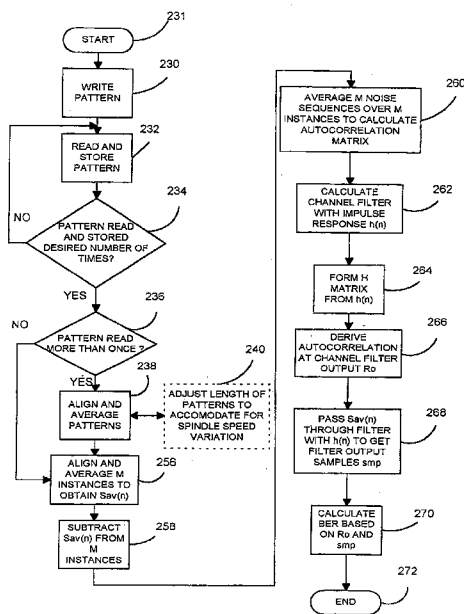 231
START
230
WRITE
PATTERN
232
READ AND
STORE
PATTERN
234
NO
PATTERN READ
AND STORED
DESIRED NUMBER OF
TIMES?
YES
236
NO
PATTERN READ
MORE THAN ONCE ?
YES
238
240
ALIGN AND
AVERAGE
PATTERNS
ADJUST LENGTH OF
PATTERNS TO
ACCOMODATE FOR
SPINDLE SPEED
VARIATION
ALIGN AND
AVERAGE M
INSTANCES TO
OBTAIN Sav(n)
256
SUBTRACT
Sav(n) FROM
M
INSTANCES
258
260
AVERAGE M NOISE
SEQUENCES OVER M
INSTANCES TO CALCULATE
AUTOCORRELATION
MATRIX
262
CALCULATE
CHANNEL FILTER
WITH IMPULSE
RESPONSE h(n)
264
FORM H
MATRIX
FROM h(n)
266
DERIVE
AUTOCORRELATION
AT CHANNEL FILTER
OUTPUT Ro
268
PASS Sav(n)
THROUGH FILTER
WITH h(n) TO GET
FILTER OUTPUT
SAMPLES smp
270
CALCULATE
BER BASED
ON Ro AND
smp
272
END